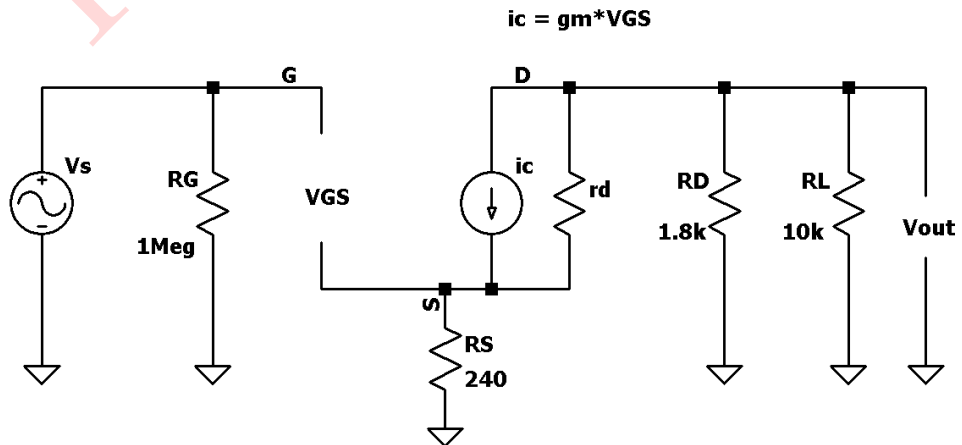 ic = gm*VGS
G
D
Vs
RG
1Meg
VGS
ic
rd
RD
1.8k
RL
10k
Vout
S
RS
240